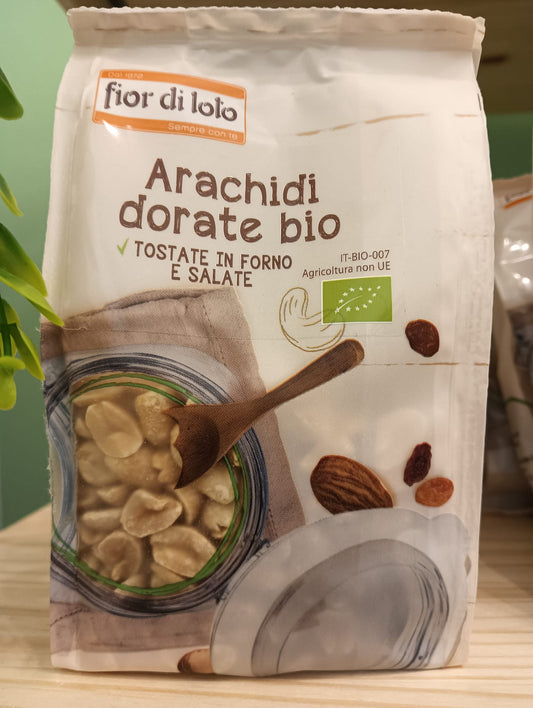 Dal 1972
fior di loto
Sempre con te
Arachidi
dorate bio
✓ TOSTATE IN FORNO
E SALATE
IT-BIO-007
Agricoltura non UE